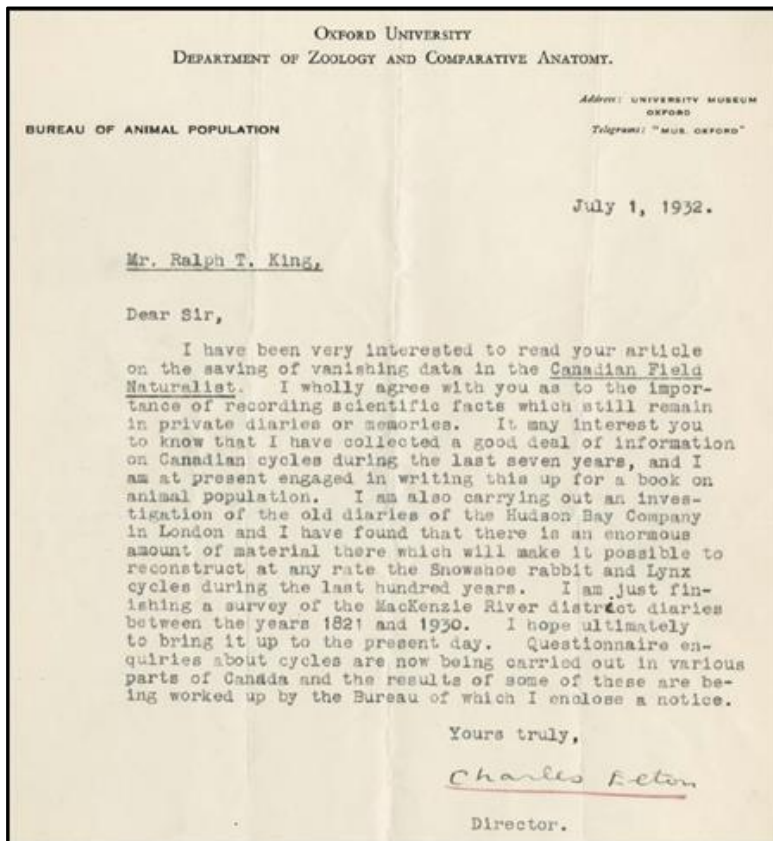 OXFORD UNIVERSITY
DEPARTMENT OF ZOOLOGY AND COMPARATIVE ANATOMY.
Address: UNIVERSITY MUSEUM
OXFORD
BUREAU OF ANIMAL POPULATION
Telegrams: "MUS. OXFORD"
July 1, 1932.
Mr. Ralph T. King,
Dear Sir,
I have been very interested to read your article
on the saving of vanishing data in the Canadian Field
Naturalist. I wholly agree with you as to the impor-
tance of recording scientific facts which still remain
in private diaries or memories. It may interest you
to know that I have collected a good deal of information
on Canadian cycles during the last seven years, and I
am at present engaged in writing this up for a book on
animal population. I am also carrying out an inves-
tigation of the old diaries of the Hudson Bay Company
in London and I have found that there is an enormous
amount of material there which will make it possible to
reconstruct at any rate the Snowshoe rabbit and Lynx
cycles during the last hundred years. I am just fin-
ishing a survey of the MacKenzie River district diaries
between the years 1821 and 1930. I hope ultimately
to bring it up to the present day. Questionnaire en-
quiries about cycles are now being carried out in various
parts of Canada and the results of some of these are be-
ing worked up by the Bureau of which I enclose a notice.
Yours truly,
Charles Elton
Director.